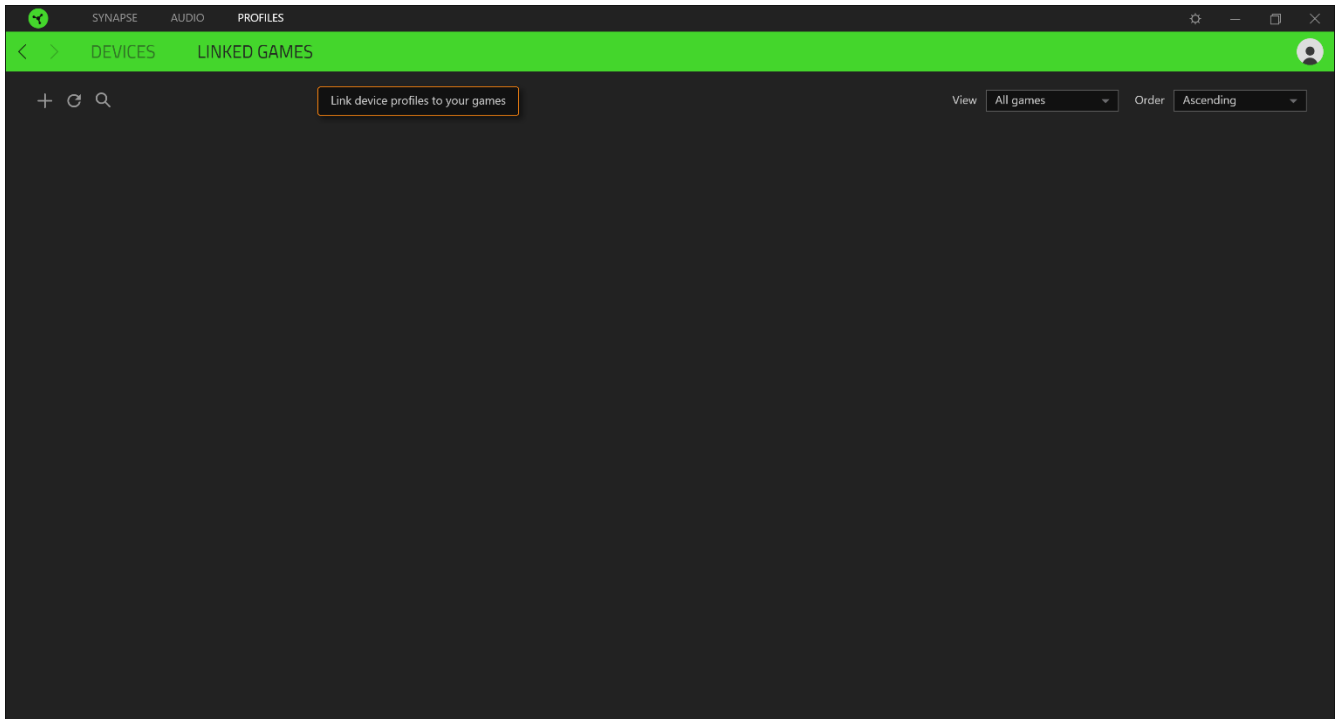 SYNAPSE AUDIO PROFILES
DEVICES LINKED GAMES
Link device profiles to your games View All games Order Ascending